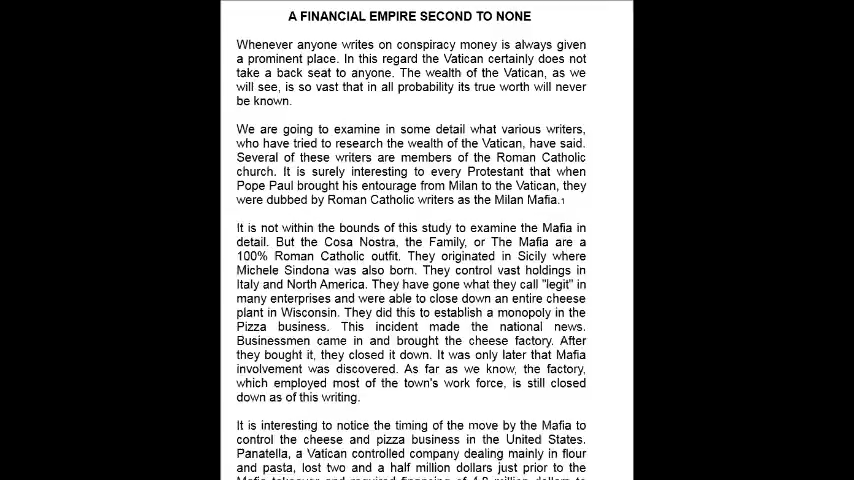 A FINANCIAL EMPIRE SECOND TO NONE
Whenever anyone writes on conspiracy money is always given
a prominent place. In this regard the Vatican certainly does not
take a back seat to anyone. The wealth of the Vatican, as we
will see, is so vast that in all probability its true worth will never
be known.
We are going to examine in some detail what various writers,
who have tried to research the wealth of the Vatican, have said.
Several of these writers are members of the Roman Catholic
church. It is surely interesting to every Protestant that when
Pope Paul brought his entourage from Milan to the Vatican, they
were dubbed by Roman Catholic writers as the Milan Mafia.1
It is not within the bounds of this study to examine the Mafia in
detail. But the Cosa Nostra, the Family, or The Mafia are a
100% Roman Catholic outfit. They originated in Sicily where
Michele Sindona was also born. They control vast holdings in
Italy and North America. They have gone what they call "legit" in
many enterprises and were able to close down an entire cheese
plant in Wisconsin. They did this to establish a monopoly in the
Pizza business. This incident made the national news.
Businessmen came in and brought the cheese factory. After
they bought it, they closed it down. It was only later that Mafia
involvement was discovered. As far as we know, the factory,
which employed most of the town's work force, is still closed
down as of this writing.
It is interesting to notice the timing of the move by the Mafia to
control the cheese and pizza business in the United States.
Panatella, a Vatican controlled company dealing mainly in flour
and pasta, lost two and a half million dollars just prior to the
Mafia takeover and required financing of 4.8 million dollars to